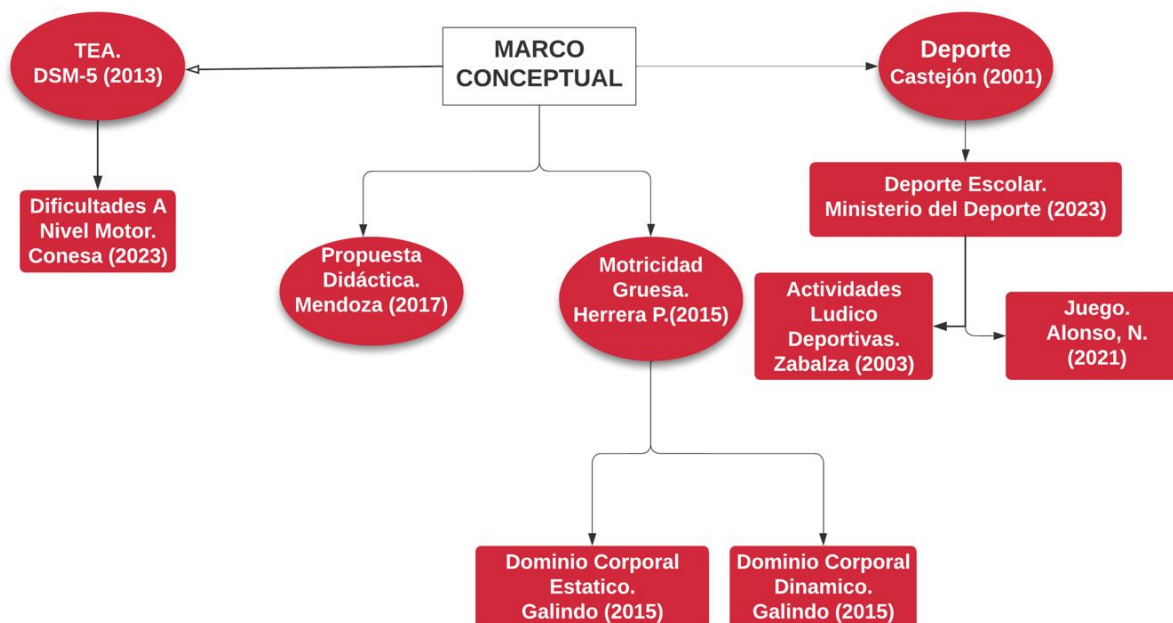 TEA.
DSM-5 (2013)
MARCO
CONCEPTUAL
Deporte
Castejón (2001)
Dificultades A
Nivel Motor.
Conesa (2023)
Deporte Escolar.
Ministerio del Deporte (2023)
Propuesta
Didáctica.
Mendoza (2017)
Motricidad
Gruesa.
Herrera P.(2015)
Actividades
Ludico
Deportivas.
Zabalza (2003)
Juego.
Alonso, N.
(2021)
Dominio Corporal
Estatico.
Galindo (2015)
Dominio Corporal
Dinamico.
Galindo (2015)